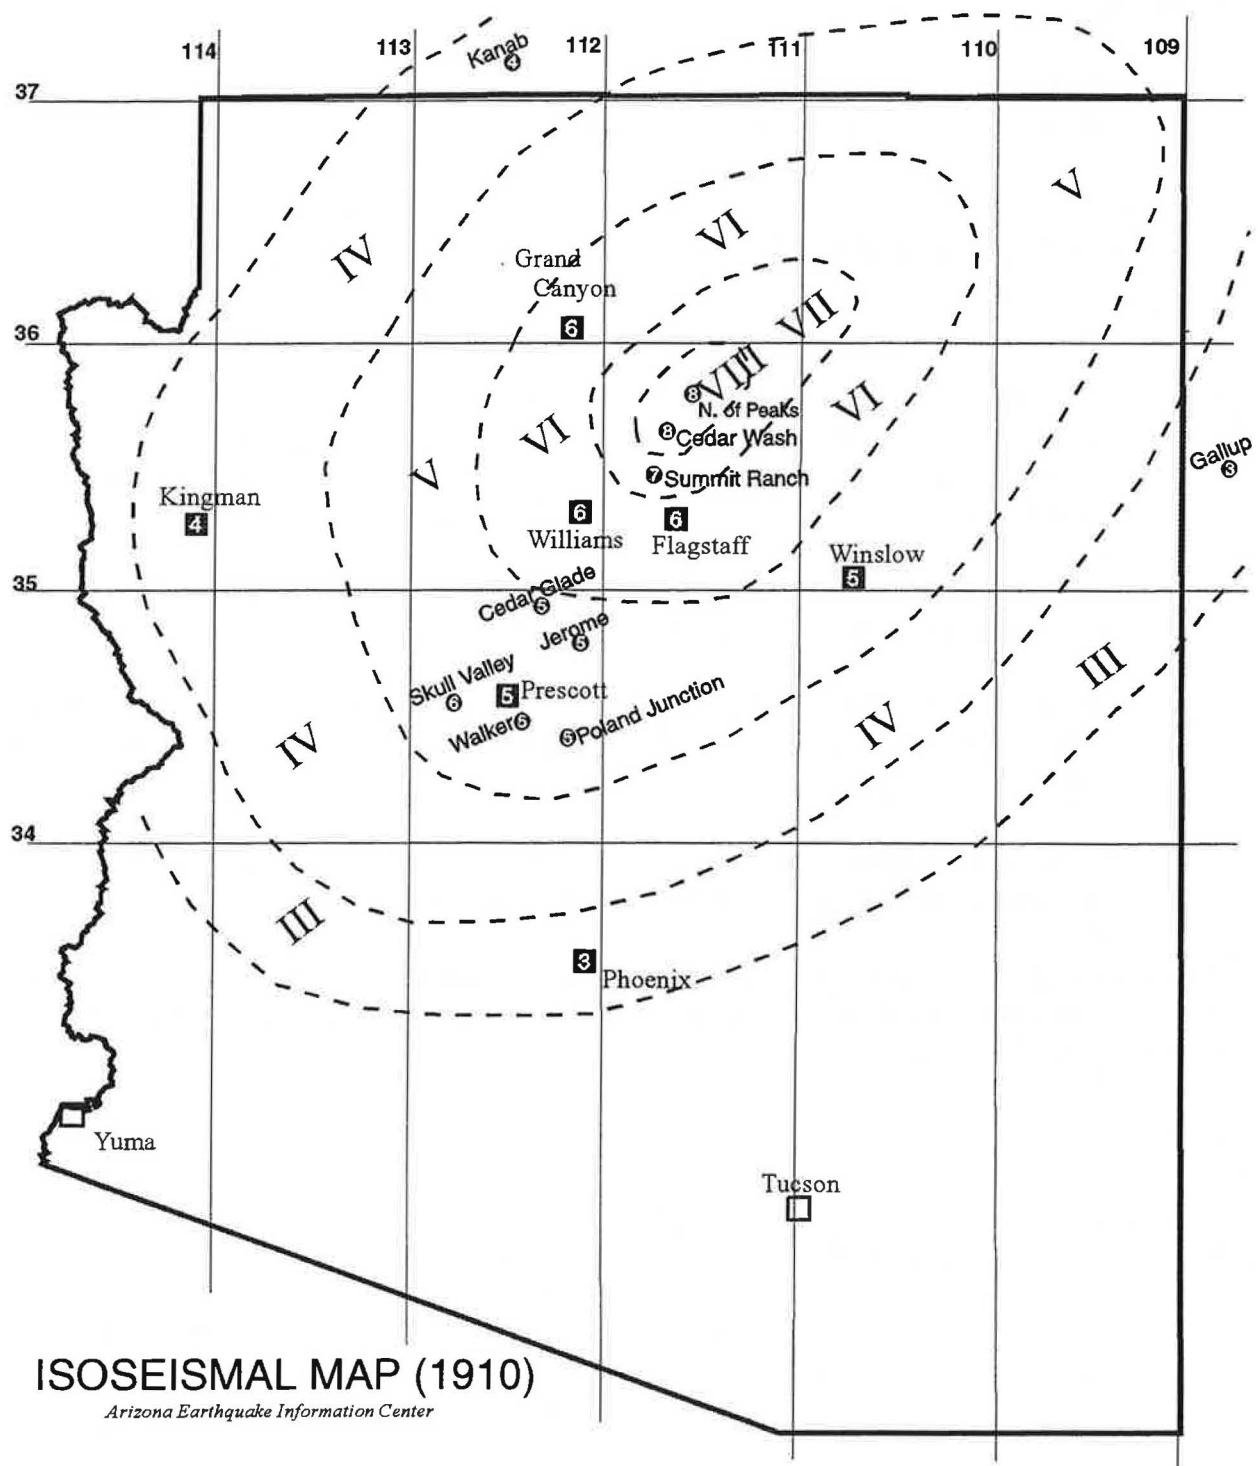 114
113
Kanab
4
112
111
110
109
37
V
VI
IV
Grand
Canyon
6
VII
36
VIII
8
N. of Peaks
VI
8
Cedar Wash
VI
V
7
Summit Ranch
Gallup
3
Kingman
4
6
Williams
6
Flagstaff
Winslow
5
35
Cedar Glade
5
Jerome
5
Skull Valley
6
5
Prescott
Walker
5
5
Poland Junction
III
IV
IV
34
III
3
Phoenix
Yuma
Tucson
ISOSEISMAL MAP (1910)
Arizona Earthquake Information Center